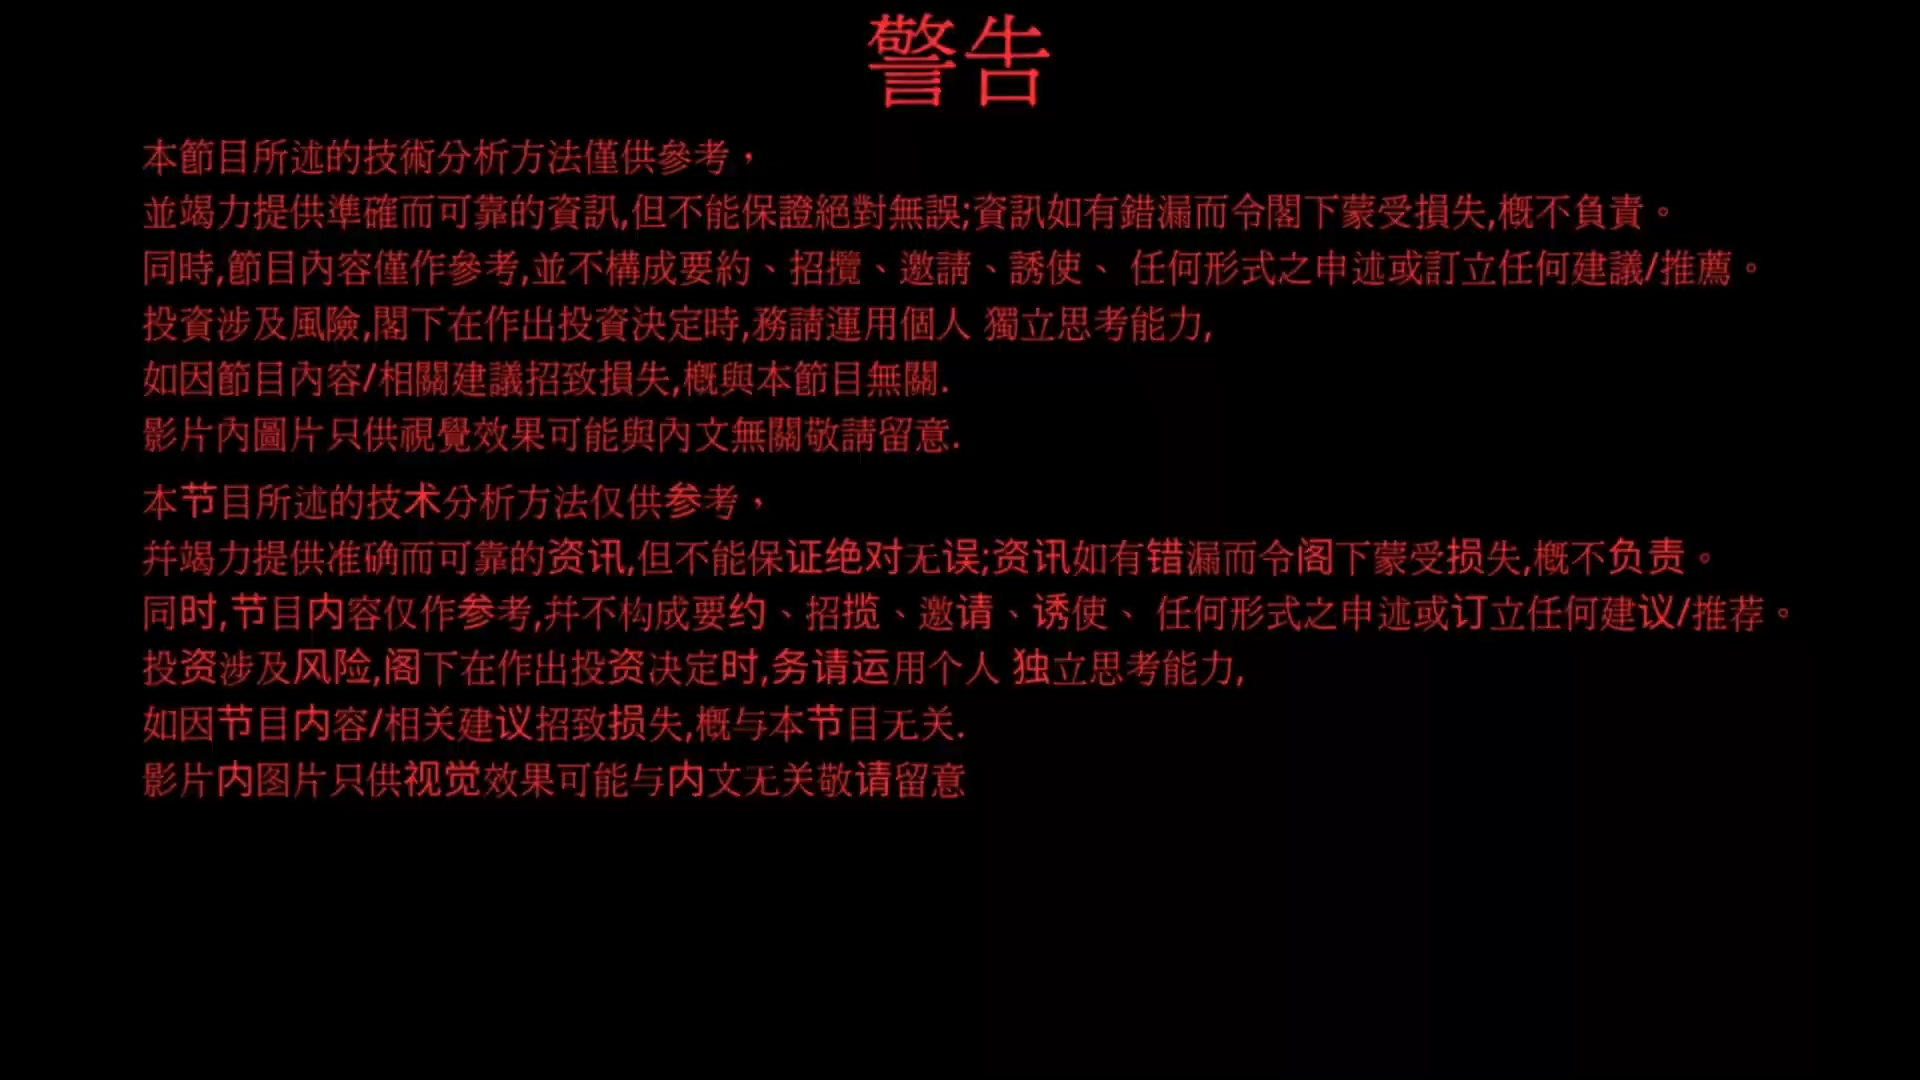 警告
本節目所述的技術分析方法僅供參考，
並竭力提供準確而可靠的資訊,但不能保證絕對無誤;資訊如有錯漏而令閣下蒙受損失,概不負責。
同時,節目內容僅作參考,並不構成要約、招攬、邀請、誘使、 任何形式之申述或訂立任何建議/推薦。
投資涉及風險,閣下在作出投資決定時,務請運用個人 獨立思考能力,
如因節目內容/相關建議招致損失,概與本節目無關.
影片內圖片只供視覺效果可能與內文無關敬請留意.
本节目所述的技术分析方法仅供参考，
并竭力提供准确而可靠的资讯,但不能保证绝对无误;资讯如有错漏而令阁下蒙受损失,概不负责。
同时,节目内容仅作参考,并不构成要约、招揽、邀请、诱使、 任何形式之申述或订立任何建议/推荐。
投资涉及风险,阁下在作出投资决定时,务请运用个人 独立思考能力,
如因节目内容/相关建议招致损失,概与本节目无关.
影片内图片只供视觉效果可能与内文无关敬请留意